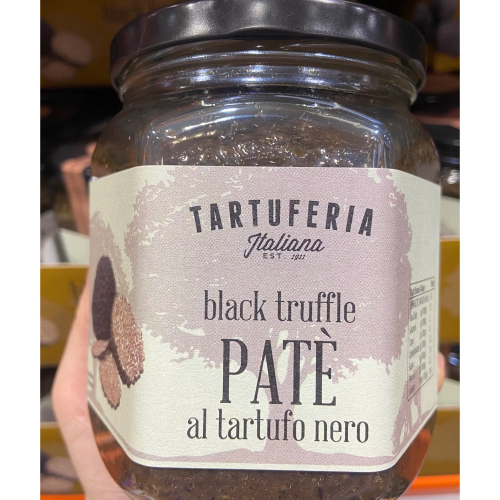 TARTUFERIA
Italiana
EST. 1911
black truffle
PATÈ
al tartufo nero